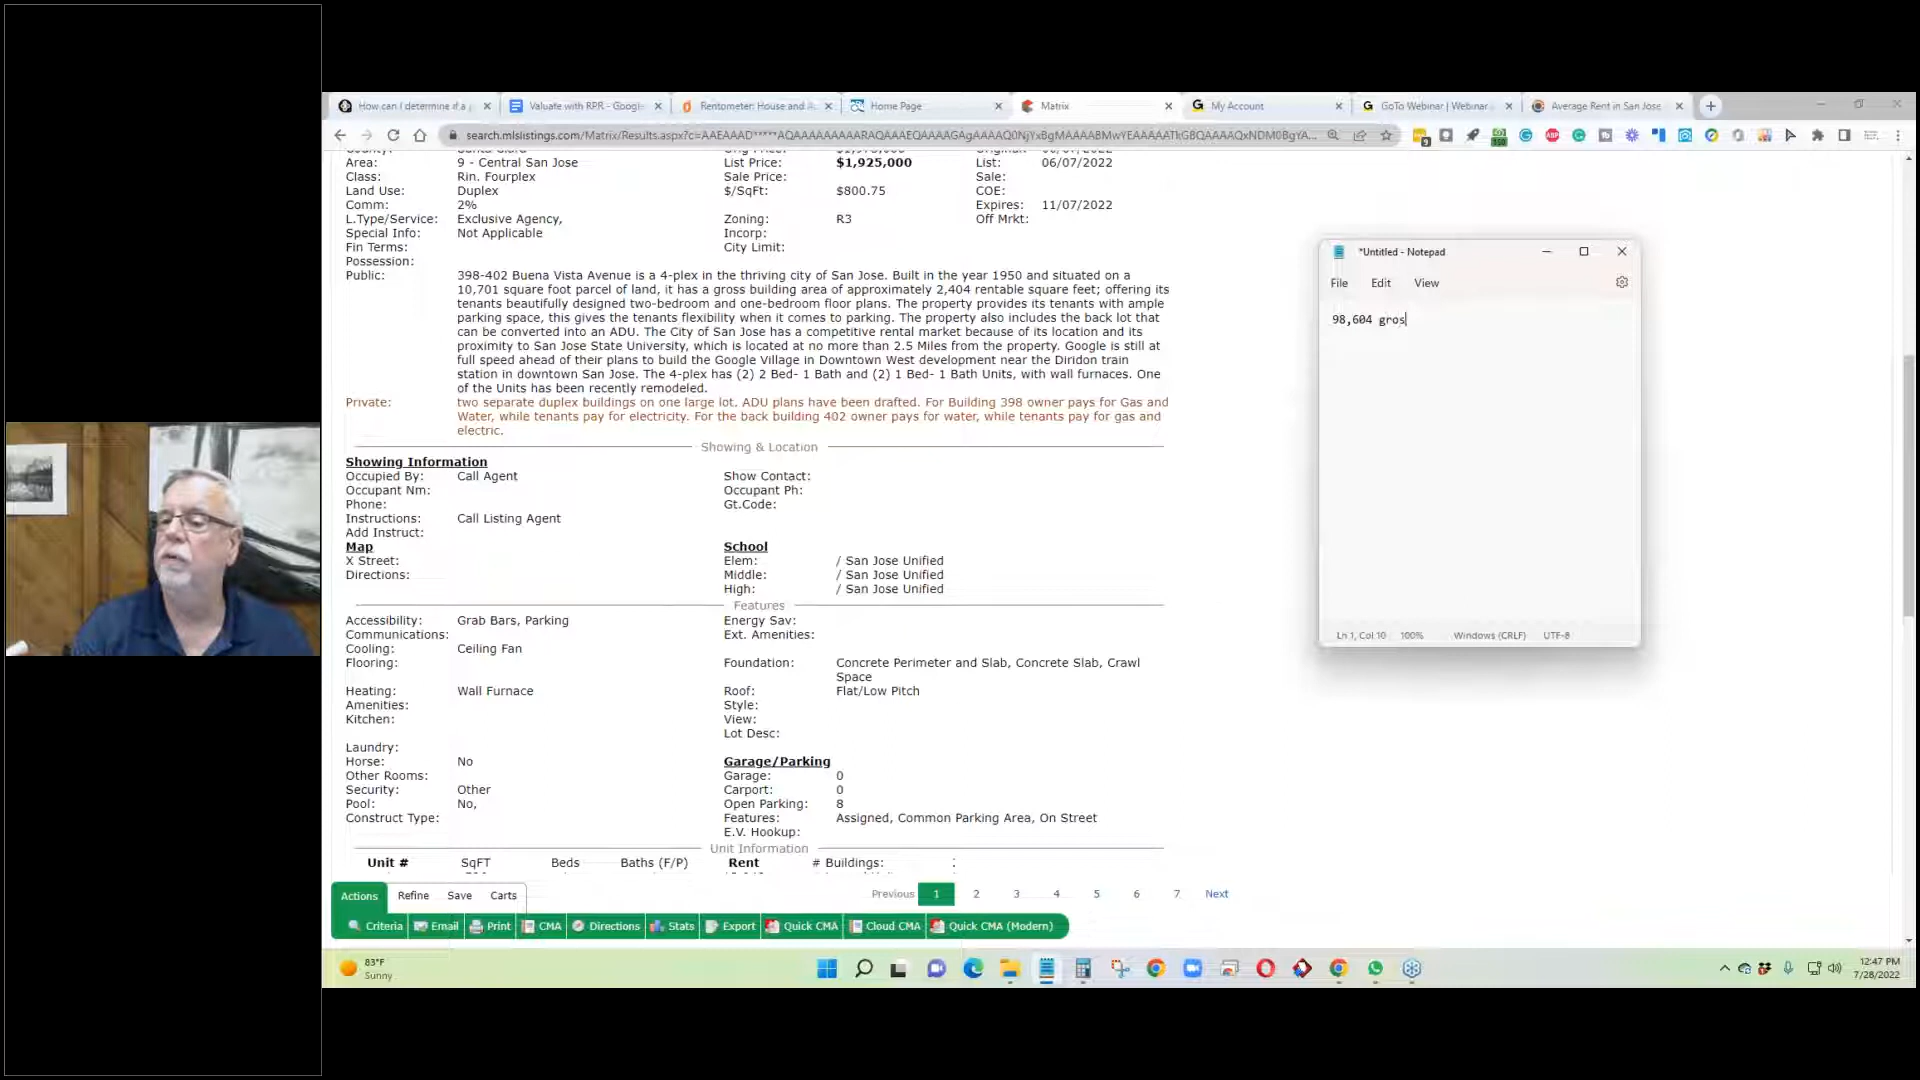 How can I determine if a
Valuate with RPR - Google
Rentometer: House and A
Home Page
Matrix
My Account
GoTo Webinar | Webinar
Average Rent in San Jose
search.mlslistings.com/Matrix/Results.aspx?c=AAEAAAD*****AQAAAAAAAAARAQAAAEQAAAAGAgAAAAQ0NjYxBgMAAAABMwYEAAAAATkGBQAAAAQxNDM0BgYA...
Area: 9 - Central San Jose List Price: $1,925,000 List: 06/07/2022
Class: Rin. Fourplex Sale Price: Sale:
Land Use: Duplex $/SqFt: $800.75 COE:
Comm: 2% Expires: 11/07/2022
L.Type/Service: Exclusive Agency, Zoning: R3 Off Mrkt:
Special Info: Not Applicable Incorp:
Fin Terms: City Limit:
Possession:
Public: 398-402 Buena Vista Avenue is a 4-plex in the thriving city of San Jose. Built in the year 1950 and situated on a
10,701 square foot parcel of land, it has a gross building area of approximately 2,404 rentable square feet; offering its
tenants beautifully designed two-bedroom and one-bedroom floor plans. The property provides its tenants with ample
parking space, this gives the tenants flexibility when it comes to parking. The property also includes the back lot that
can be converted into an ADU. The City of San Jose has a competitive rental market because of its location and its
proximity to San Jose State University, which is located at no more than 2.5 Miles from the property. Google is still at
full speed ahead of their plans to build the Google Village in Downtown West development near the Diridon train
station in downtown San Jose. The 4-plex has (2) 2 Bed- 1 Bath and (2) 1 Bed- 1 Bath Units, with wall furnaces. One
of the Units has been recently remodeled.
Private: two separate duplex buildings on one large lot. ADU plans have been drafted. For Building 398 owner pays for Gas and
Water, while tenants pay for electricity. For the back building 402 owner pays for water, while tenants pay for gas and
electric.
Showing & Location
Showing Information
Occupied By: Call Agent Show Contact:
Occupant Nm: Occupant Ph:
Phone: Gt.Code:
Instructions: Call Listing Agent
Add Instruct:
Map School
X Street: Elem: / San Jose Unified
Directions: Middle: / San Jose Unified
High: / San Jose Unified
Features
Accessibility: Grab Bars, Parking Energy Sav:
Communications: Ext. Amenities:
Cooling: Ceiling Fan
Flooring: Foundation: Concrete Perimeter and Slab, Concrete Slab, Crawl
Space
Heating: Wall Furnace Roof: Flat/Low Pitch
Amenities: Style:
Kitchen: View:
Lot Desc:
Laundry:
Horse: No Garage/Parking
Other Rooms: Garage: 0
Security: Other Carport: 0
Pool: No, Open Parking: 8
Construct Type: Features: Assigned, Common Parking Area, On Street
E.V. Hookup:
Unit Information
Unit # SqFT Beds Baths (F/P) Rent # Buildings:
Actions Refine Save Carts
Previous 1 2 3 4 5 6 7 Next
Criteria Email Print CMA Directions Stats Export Quick CMA Cloud CMA Quick CMA (Modern)
*Untitled - Notepad
File Edit View
98,604 gros
Ln 1, Col 10 100% Windows (CRLF) UTF-8
83°F
Sunny
12:47 PM
7/28/2022